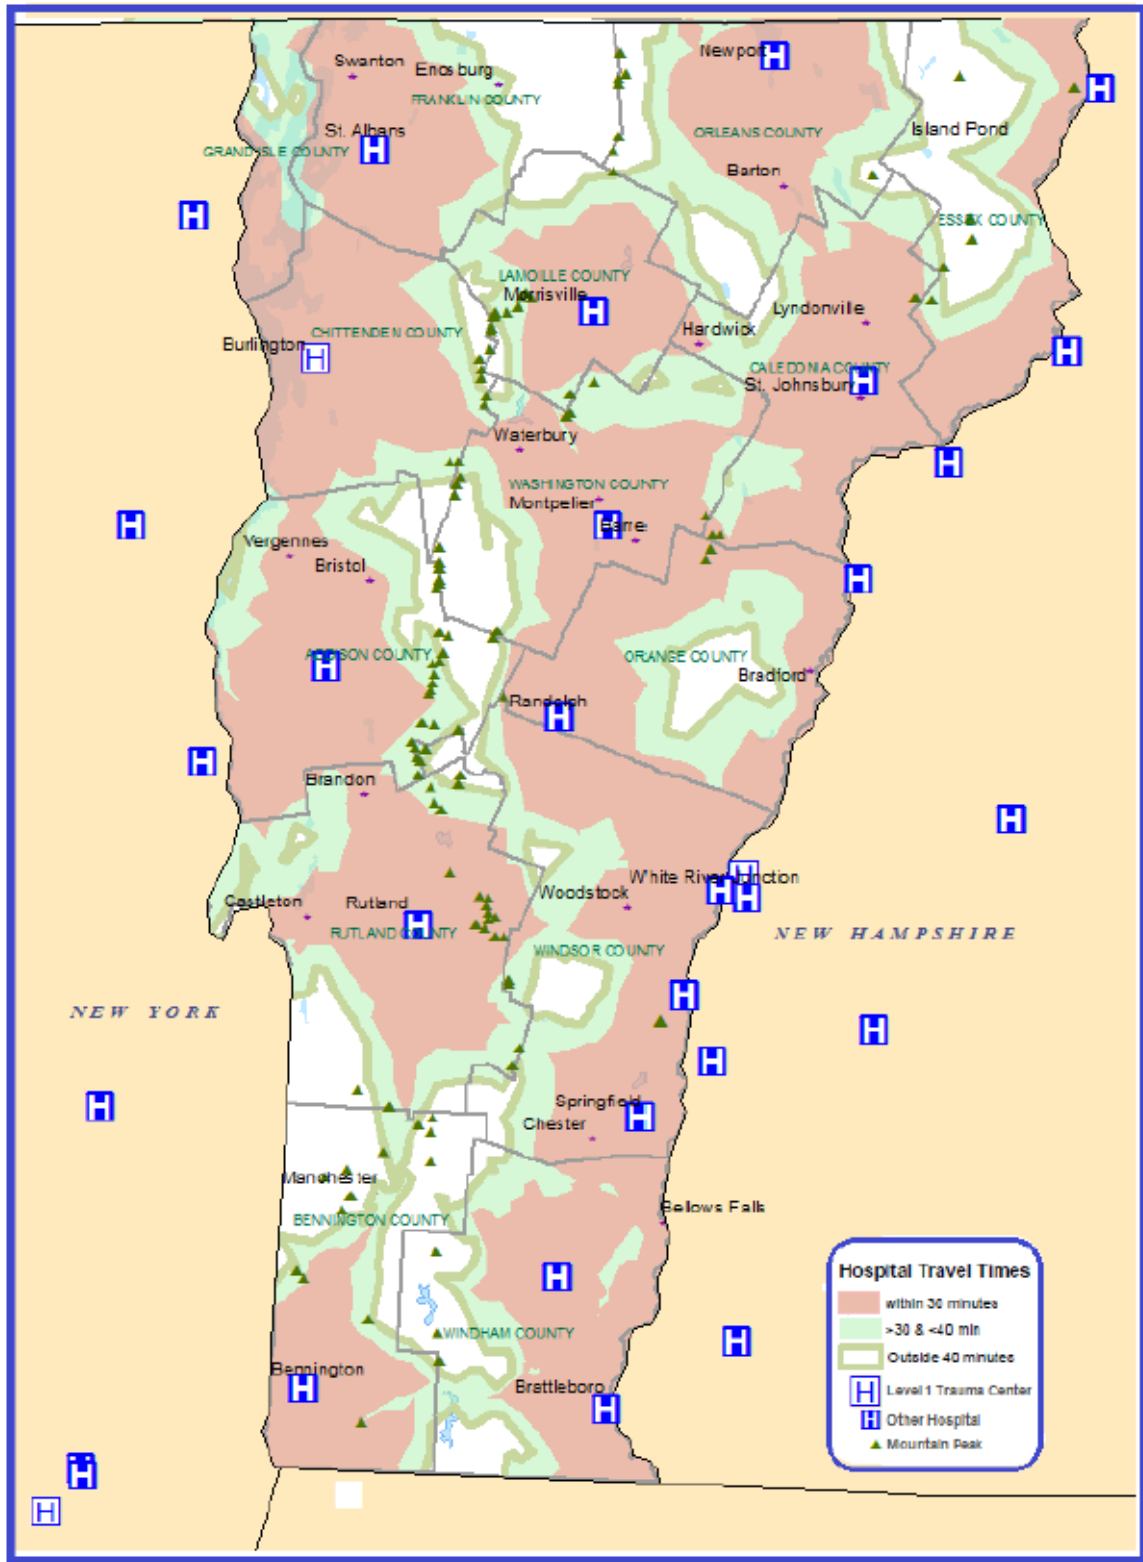 Newport
Swanton
Enosburg
FRANKLIN COUNTY
St. Albans
Island Pond
ORLEANS COUNTY
GRAND ISLE COUNTY
Barton
ESSEX COUNTY
LAMOILLE COUNTY
Morrisville
Lyndonville
CHITTENDEN COUNTY
Hardwick
Burlington
CALEDONIA COUNTY
St. Johnsbury
Waterbury
WASHINGTON COUNTY
Montpelier
Barre
Vergennes
Bristol
ADDISON COUNTY
ORANGE COUNTY
Bradford
Randolph
Brandon
White River Junction
Woodstock
Castleton
Rutland
RUTLAND COUNTY
NEW HAMPSHIRE
WINDSOR COUNTY
NEW YORK
Springfield
Chester
Manchester
Bellows Falls
BENNINGTON COUNTY
WINDHAM COUNTY
Bennington
Brattleboro
Hospital Travel Times
within 30 minutes
>30 & <40 min
Outside 40 minutes
H Level 1 Trauma Center
H Other Hospital
Mountain Peak